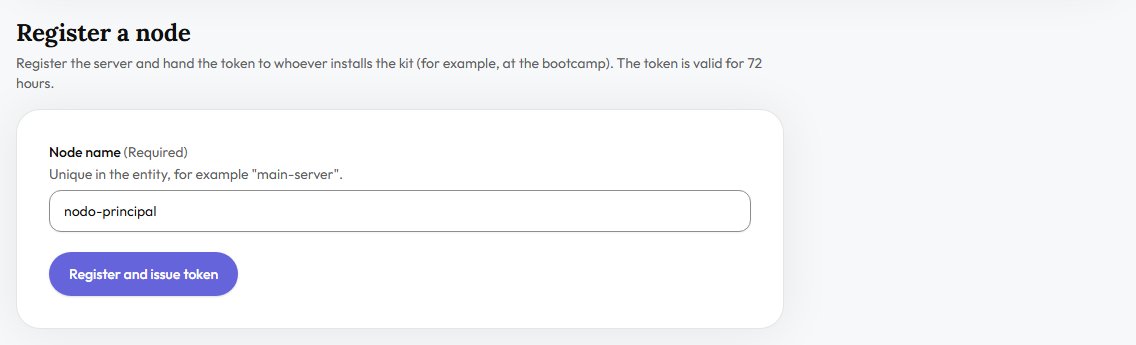 Register a node
Register the server and hand the token to whoever installs the kit (for example, at the bootcamp). The token is valid for 72
hours.
Node name (Required)
Unique in the entity, for example "main-server".
nodo-principal
Register and issue token